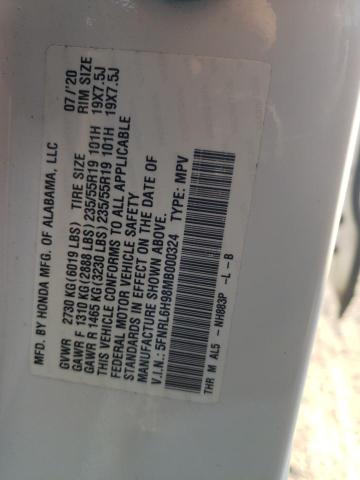 MFD. BY HONDA MFG. OF ALABAMA, LLC 07 /'20
GVWR 2730 KG(6019 LBS) TIRE SIZE RIM SIZE
GAWR F 1310 KG(2888 LBS) 235/55R19 101H 19X7.5J
GAWR R 1465 KG(3230 LBS) 235/55R19 101H 19X7.5J
THIS VEHICLE CONFORMS TO ALL APPLICABLE
FEDERAL MOTOR VEHICLE SAFETY
STANDARDS IN EFFECT ON THE DATE OF
MANUFACTURE SHOWN ABOVE.
V.I.N.: 5FNRL6H98MB000324 TYPE: MPV
THR M AL5 - NH883P -L -B